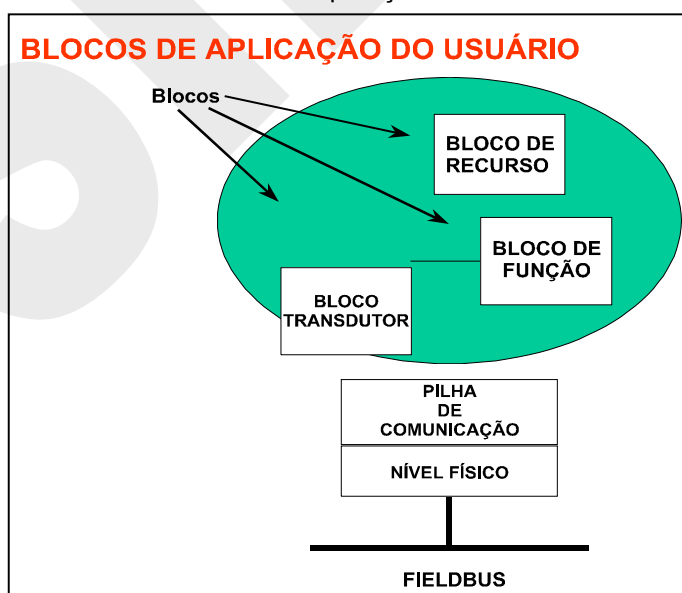 BLOCOS DE APLICAÇÃO DO USUÁRIO
Blocos
BLOCO DE
RECURSO
BLOCO DE
FUNÇÃO
BLOCO
TRANSDUTOR
PILHA
DE
COMUNICAÇÃO
NÍVEL FÍSICO
FIELDBUS